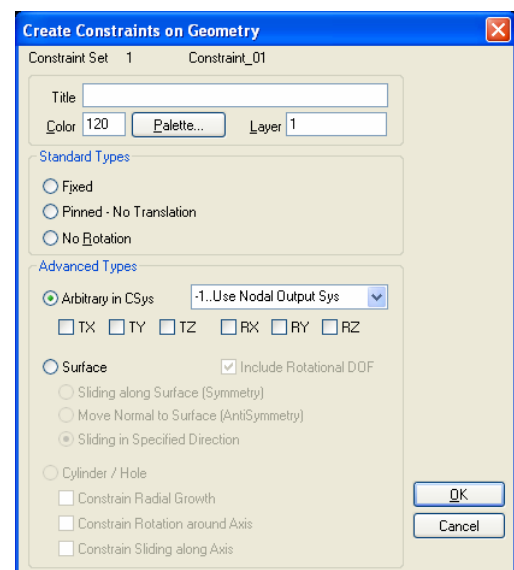 Create Constraints on Geometry
Constraint Set 1 Constraint_01
Title
Color 120 Palette... Layer 1
Standard Types
Fixed
Pinned - No Translation
No Rotation
Advanced Types
Arbitrary in CSys -1..Use Nodal Output Sys
TX TY TZ RX RY RZ
Surface Include Rotational DOF
Sliding along Surface (Symmetry)
Move Normal to Surface (AntiSymmetry)
Sliding in Specified Direction
Cylinder / Hole
Constrain Radial Growth
OK
Constrain Rotation around Axis
Cancel
Constrain Sliding along Axis